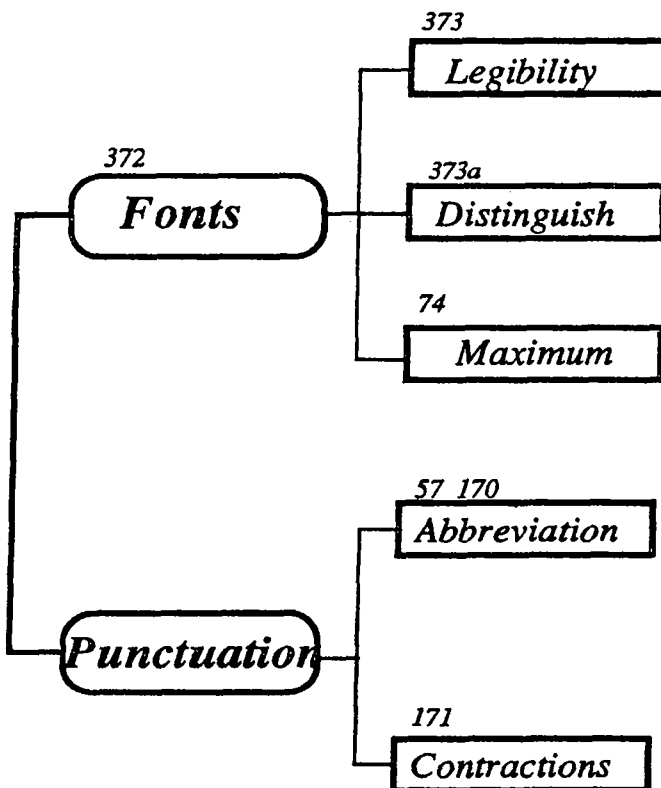 373
Legibility
372
Fonts
373a
Distinguish
74
Maximum
57 170
Abbreviation
Punctuation
171
Contractions